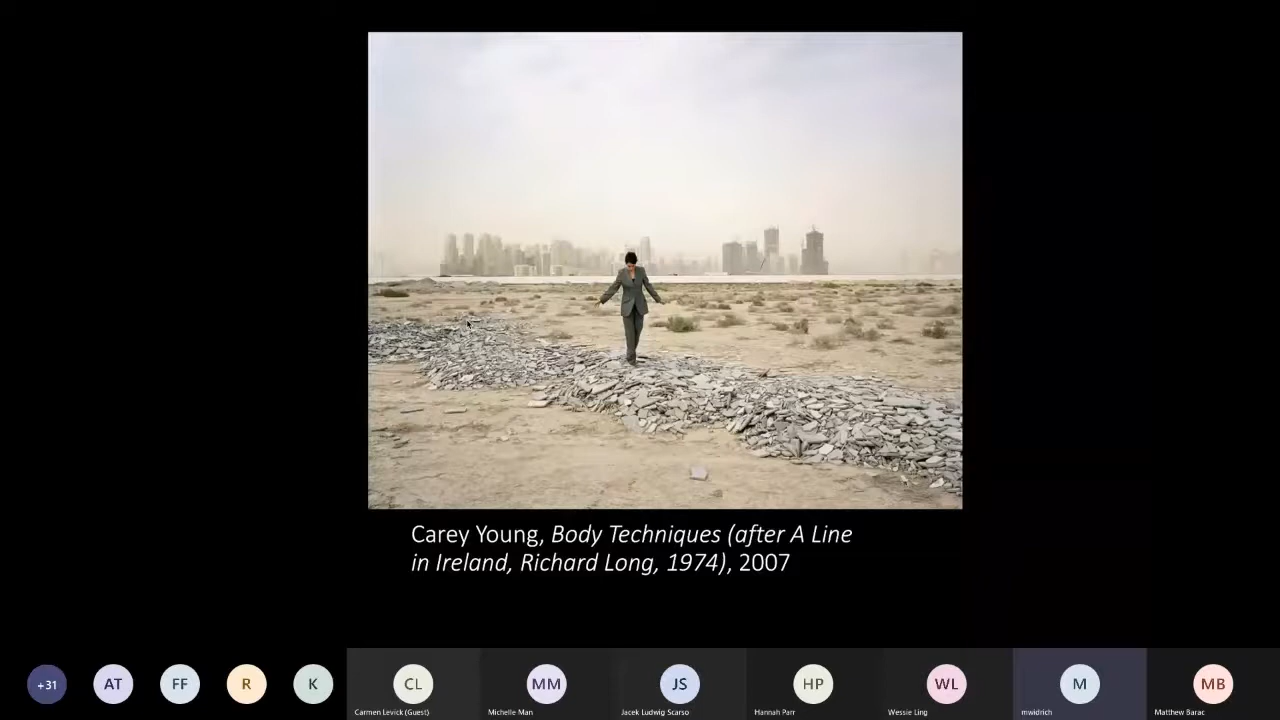 Carey Young, Body Techniques (after A Line
in Ireland, Richard Long, 1974), 2007
+31
AT
FF
R
K
CL
MM
JS
HP
WL
M
MB
Carmen Levick (Guest)
Michelle Man
Jacek Ludwig Scarso
Hannah Parr
Wessie Ling
mwidrich
Matthew Barac